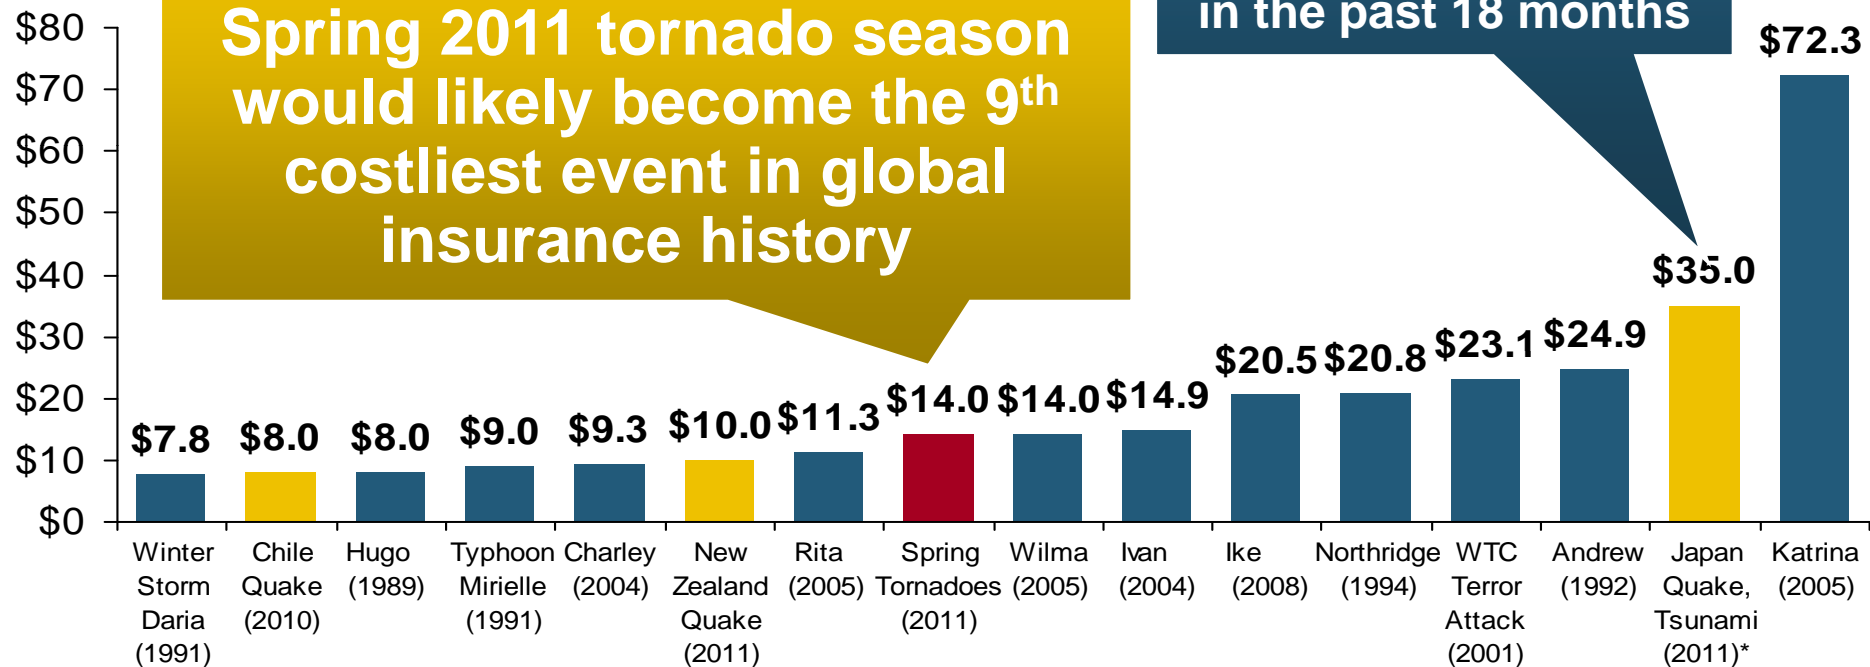 in the past 18 months
Spring 2011 tornado season
would likely become the 9th
costliest event in global
insurance history
$80
$70
$60
$50
$40
$30
$20
$10
$0
$7.8
$8.0
$8.0
$9.0
$9.3
$10.0
$11.3
$14.0
$14.0
$14.9
$20.5
$20.8
$23.1
$24.9
$35.0
$72.3
Winter
Storm
Daria
(1991)
Chile
Quake
(2010)
Hugo
(1989)
Typhoon
Mirielle
(1991)
Charley
(2004)
New
Zealand
Quake
(2011)
Rita
(2005)
Spring
Tornadoes
(2011)
Wilma
(2005)
Ivan
(2004)
Ike
(2008)
Northridge
(1994)
WTC
Terror
Attack
(2001)
Andrew
(1992)
Japan
Quake,
Tsunami
(2011)*
Katrina
(2005)